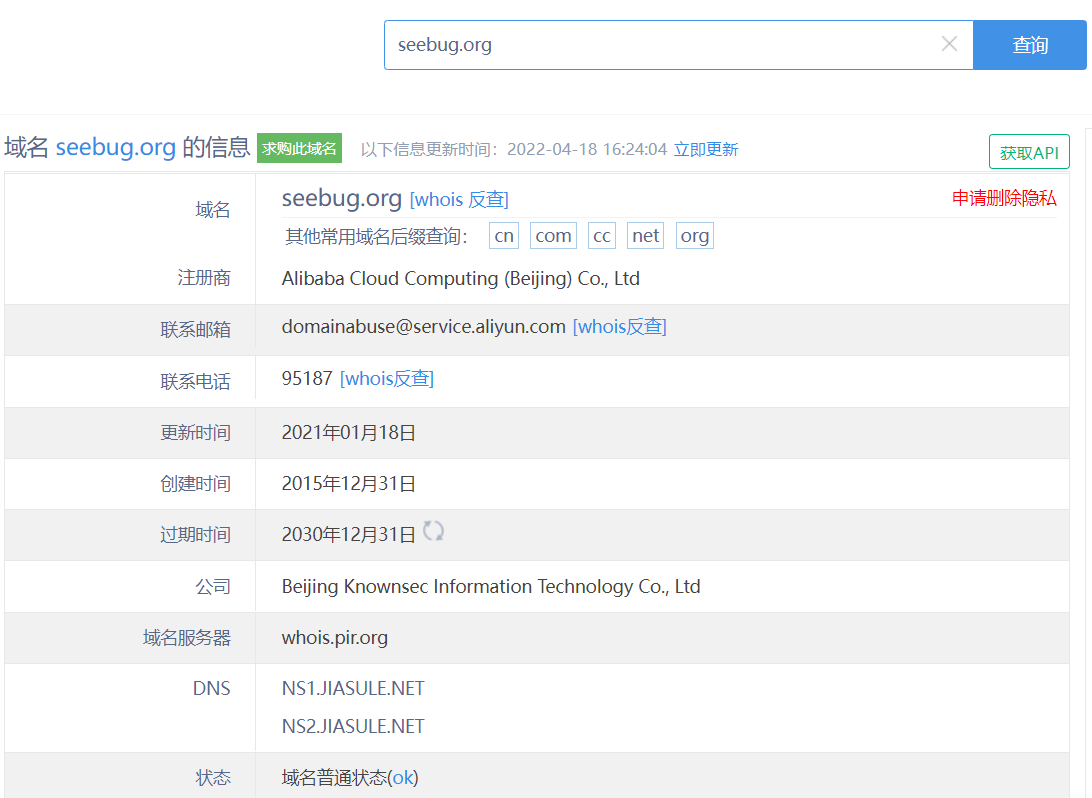 seebug.org 查询
域名 seebug.org 的信息 求购此域名 以下信息更新时间：2022-04-18 16:24:04 立即更新 获取API
域名 seebug.org [whois 反查] 申请删除隐私
其他常用域名后缀查询： cn com cc net org
注册商 Alibaba Cloud Computing (Beijing) Co., Ltd
联系邮箱 domainabuse@service.aliyun.com [whois反查]
联系电话 95187 [whois反查]
更新时间 2021年01月18日
创建时间 2015年12月31日
过期时间 2030年12月31日
公司 Beijing Knownsec Information Technology Co., Ltd
域名服务器 whois.pir.org
DNS NS1.JIASULE.NET
NS2.JIASULE.NET
状态 域名普通状态(ok)